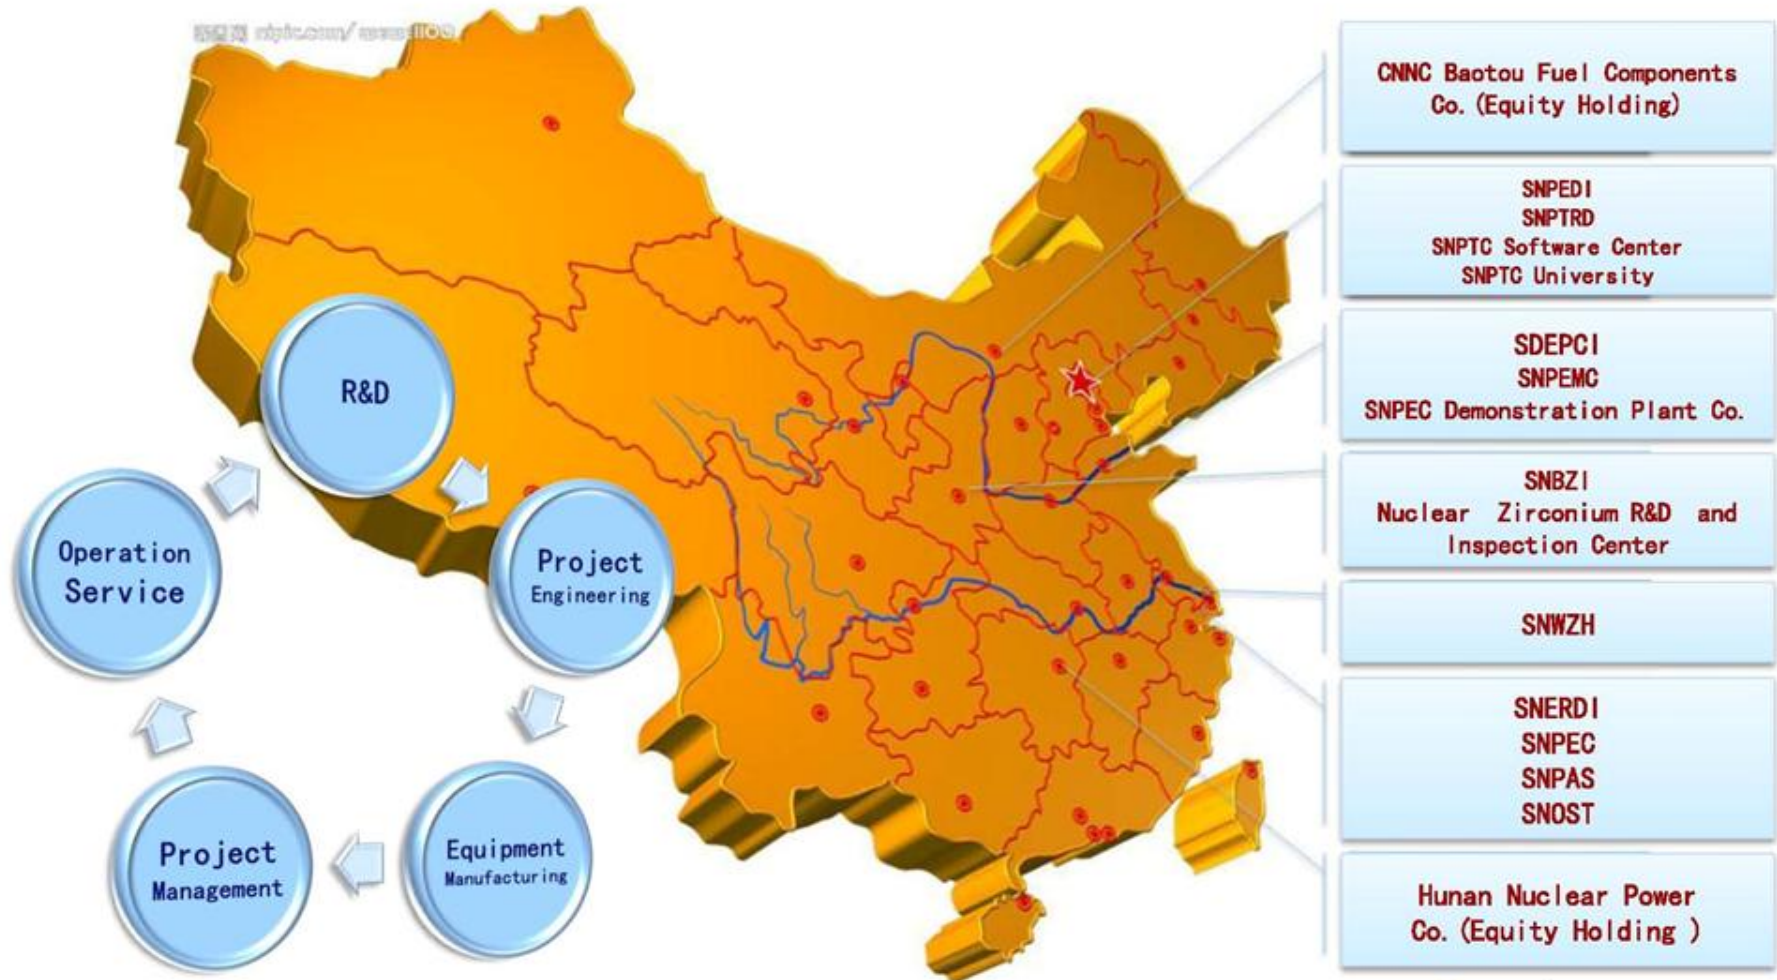 nipic.com/
R&D
Operation
Service
Project
Engineering
Project
Management
Equipment
Manufacturing
CNNC Baotou Fuel Components
Co. (Equity Holding)
SNPEDI
SNPTRD
SNPTC Software Center
SNPTC University
SDEPCI
SNPEMC
SNPEC Demonstration Plant Co.
SNBZI
Nuclear Zirconium R&D and
Inspection Center
SNWZH
SNERDI
SNPEC
SNPAS
SNOST
Hunan Nuclear Power
Co. (Equity Holding )